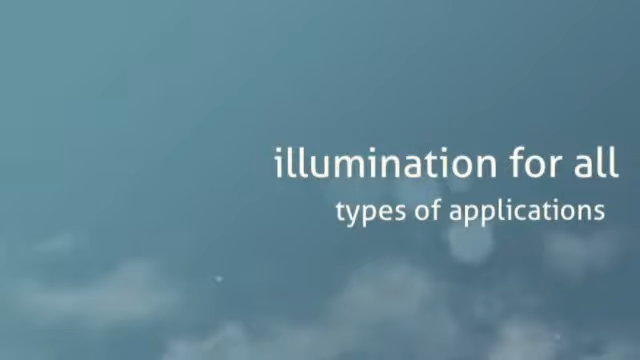 illumination for all
types of applications